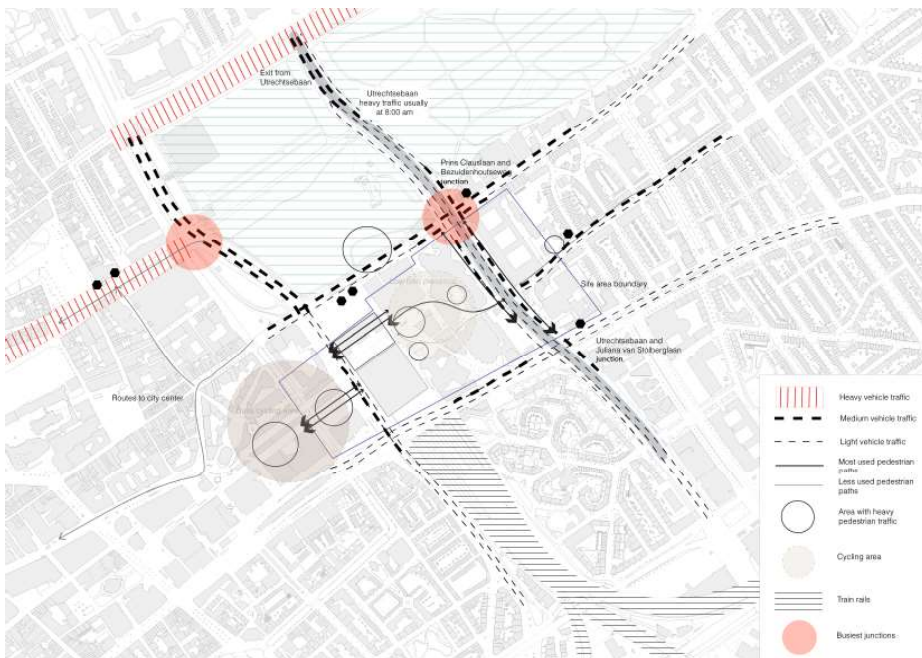 Exit from
Utrechtsebaan
Utrechtsebaan
heavy traffic usually
at 8:00 am
Prins Clauslaan and
Bezuidenhoutseweg
junction
Site area boundary
Utrechtsebaan and
Juliana van Stolberglaan
junction
Routes to city center
Heavy vehicle traffic
Medium vehicle traffic
Light vehicle traffic
Most used pedestrian
paths
Less used pedestrian
paths
Area with heavy
pedestrian traffic
Cycling area
Train rails
Busiest junctions